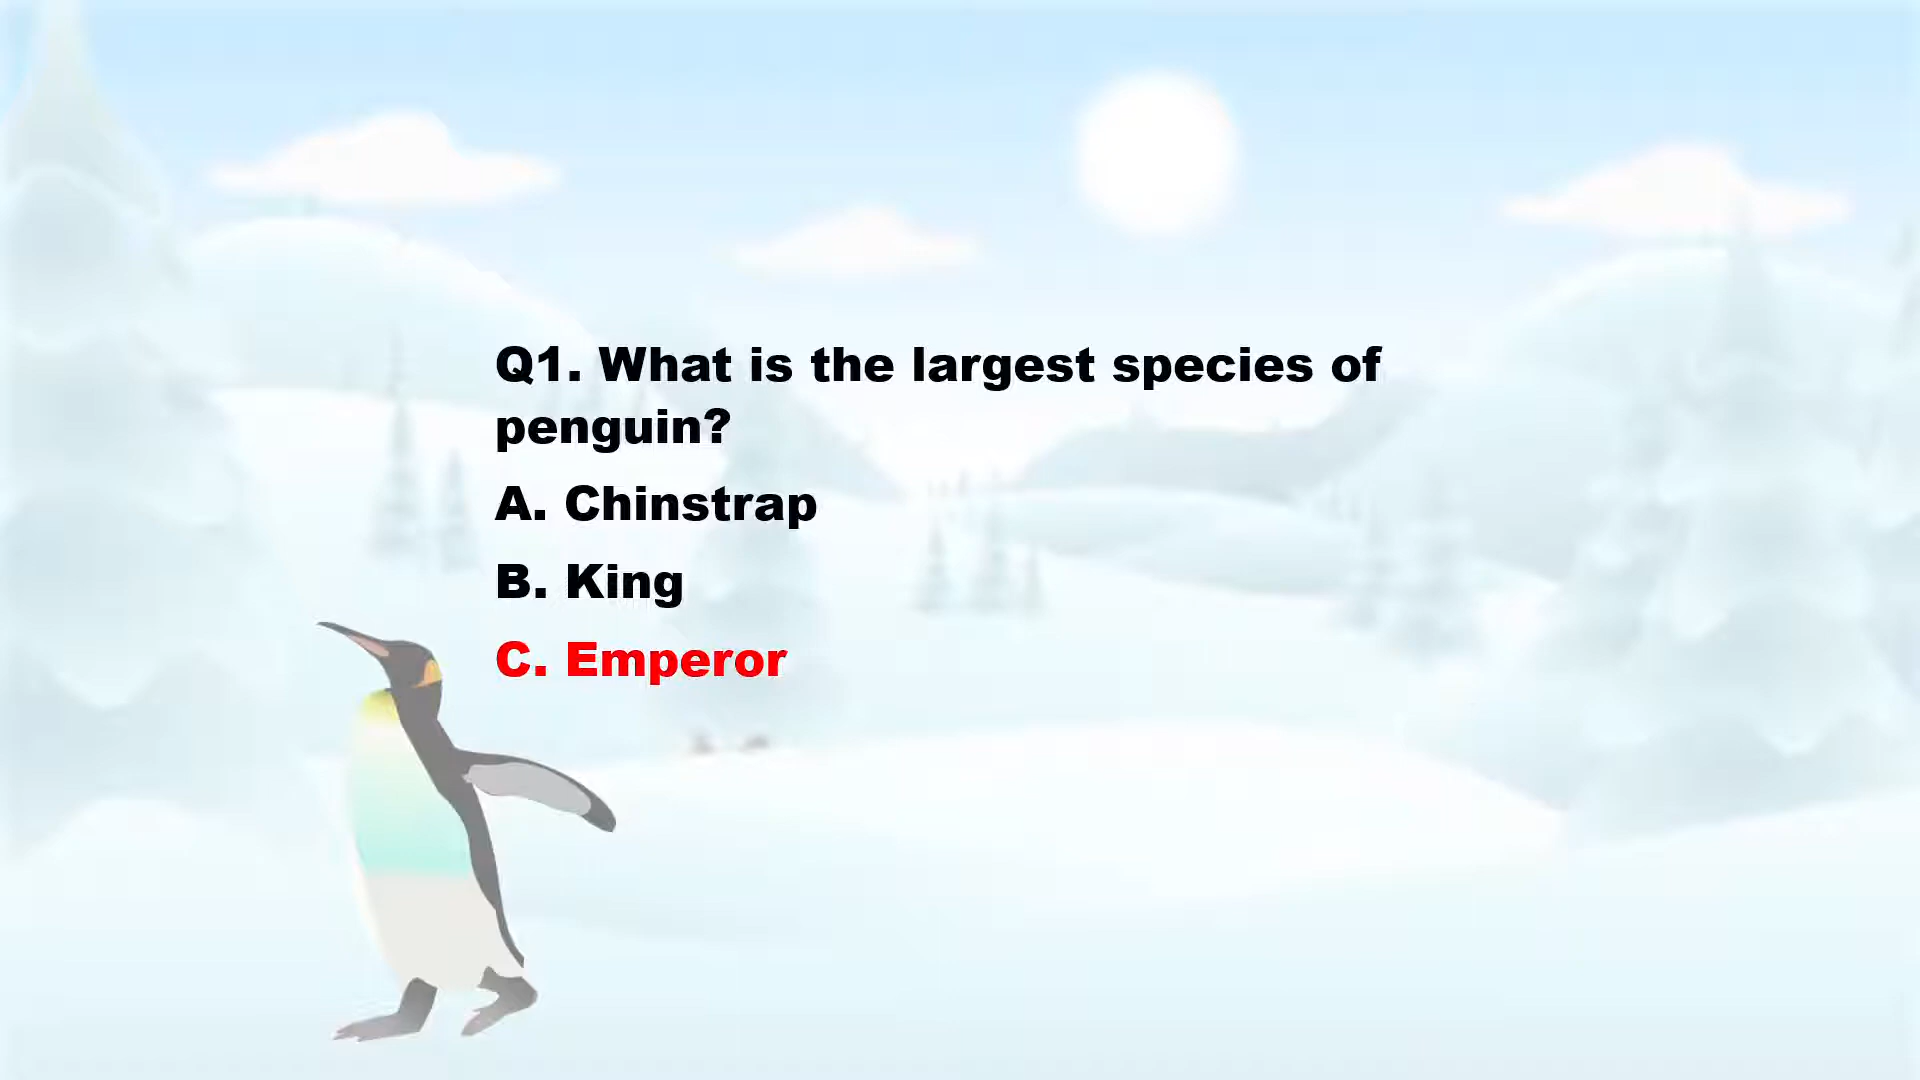 Q1. What is the largest species of
penguin?
A. Chinstrap
B. King
C. Emperor